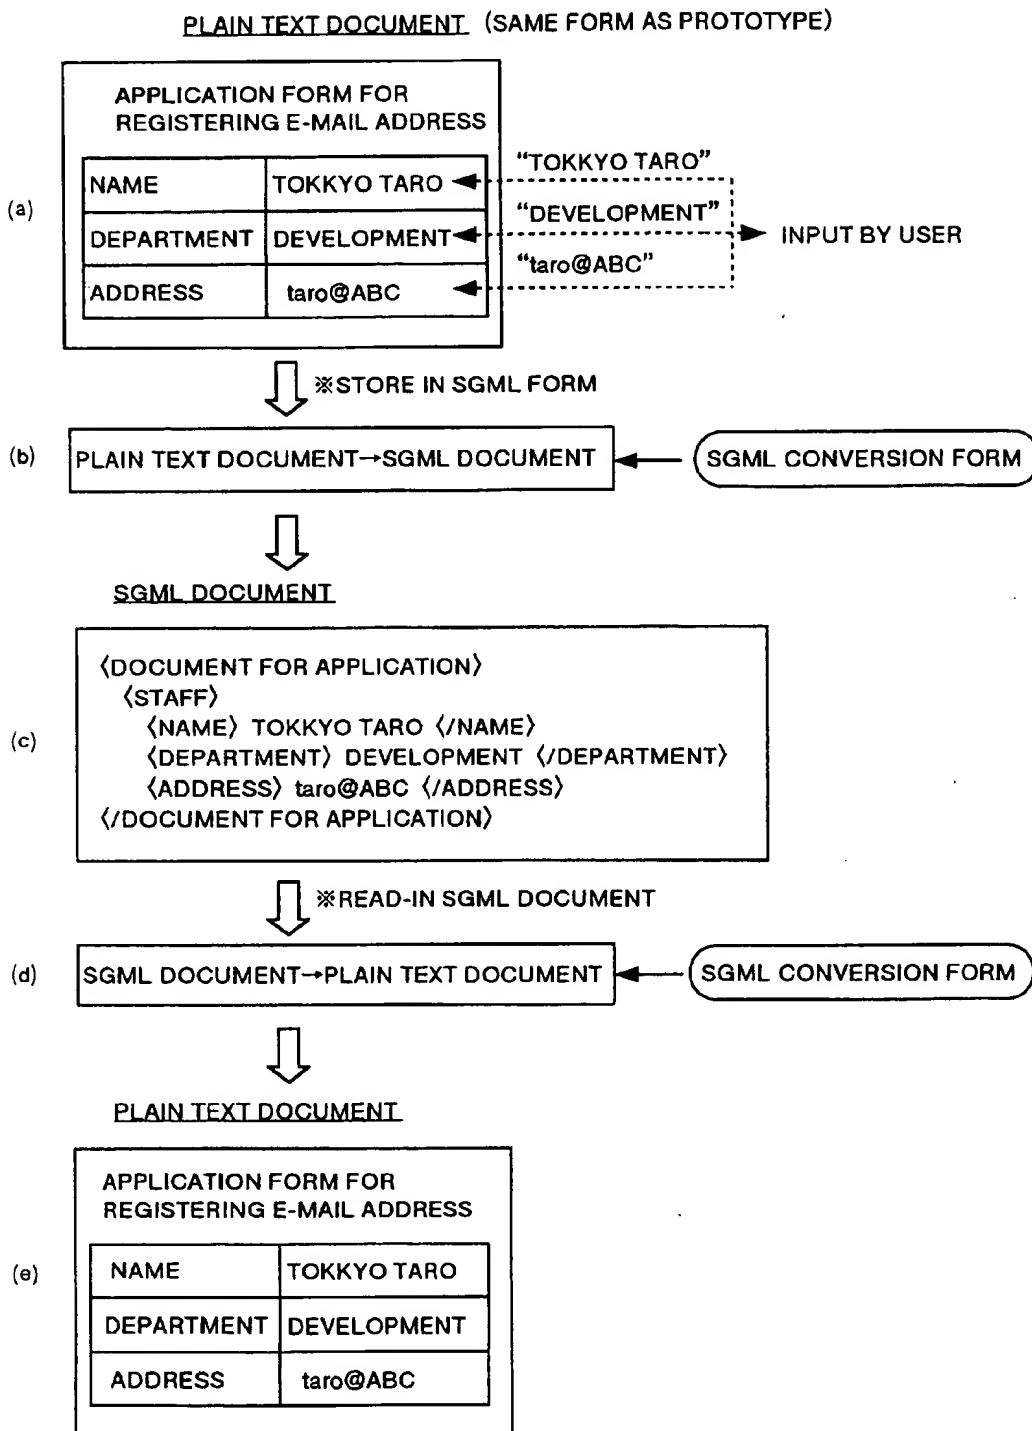 PLAIN TEXT DOCUMENT (SAME FORM AS PROTOTYPE)
APPLICATION FORM FOR
REGISTERING E-MAIL ADDRESS
(a)
NAME TOKKYO TARO
DEPARTMENT DEVELOPMENT
ADDRESS taro@ABC
“TOKKYO TARO”
“DEVELOPMENT”
“taro@ABC”
INPUT BY USER
※STORE IN SGML FORM
(b) PLAIN TEXT DOCUMENT→SGML DOCUMENT SGML CONVERSION FORM
SGML DOCUMENT
(c)
〈DOCUMENT FOR APPLICATION〉
〈STAFF〉
〈NAME〉 TOKKYO TARO 〈/NAME〉
〈DEPARTMENT〉 DEVELOPMENT 〈/DEPARTMENT〉
〈ADDRESS〉 taro@ABC 〈/ADDRESS〉
〈/DOCUMENT FOR APPLICATION〉
※READ-IN SGML DOCUMENT
(d) SGML DOCUMENT→PLAIN TEXT DOCUMENT SGML CONVERSION FORM
PLAIN TEXT DOCUMENT
APPLICATION FORM FOR
REGISTERING E-MAIL ADDRESS
(e)
NAME TOKKYO TARO
DEPARTMENT DEVELOPMENT
ADDRESS taro@ABC